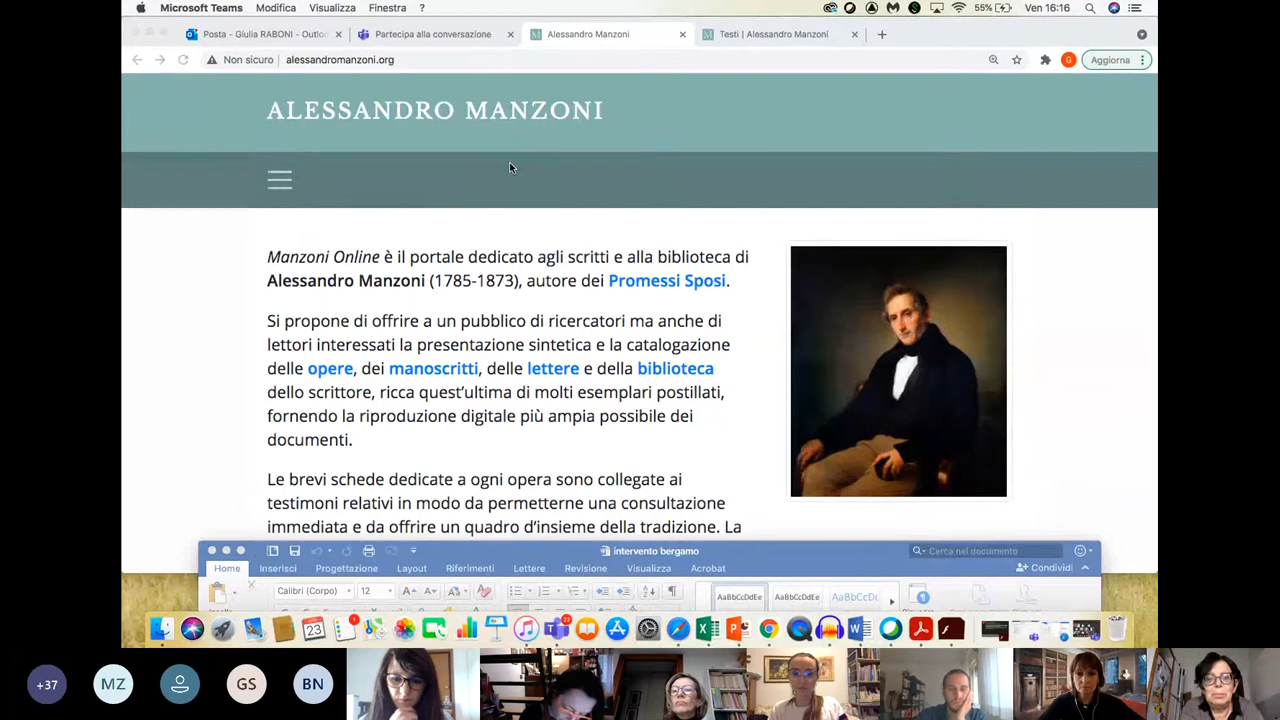 Microsoft Teams Modifica Visualizza Finestra ? 55% Ven 16:16
Posta - Giulia RABONI - Outlo
Partecipa alla conversazione
Alessandro Manzoni
Testi | Alessandro Manzoni
Non sicuro alessandromanzoni.org G Aggiorna
ALESSANDRO MANZONI
Manzoni Online è il portale dedicato agli scritti e alla biblioteca di
Alessandro Manzoni (1785-1873), autore dei Promessi Sposi.
Si propone di offrire a un pubblico di ricercatori ma anche di
lettori interessati la presentazione sintetica e la catalogazione
delle opere, dei manoscritti, delle lettere e della biblioteca
dello scrittore, ricca quest'ultima di molti esemplari postillati,
fornendo la riproduzione digitale più ampia possibile dei
documenti.
Le brevi schede dedicate a ogni opera sono collegate ai
testimoni relativi in modo da permetterne una consultazione
immediata e da offrire un quadro d'insieme della tradizione. La
intervento bergamo Cerca nel documento
Home Inserisci Progettazione Layout Riferimenti Lettere Revisione Visualizza Acrobat Condividi
Calibri (Corpo) 12 AaBbCcDdEe AaBbCcDdEe AaBbCcDc
23
+37 MZ GS BN